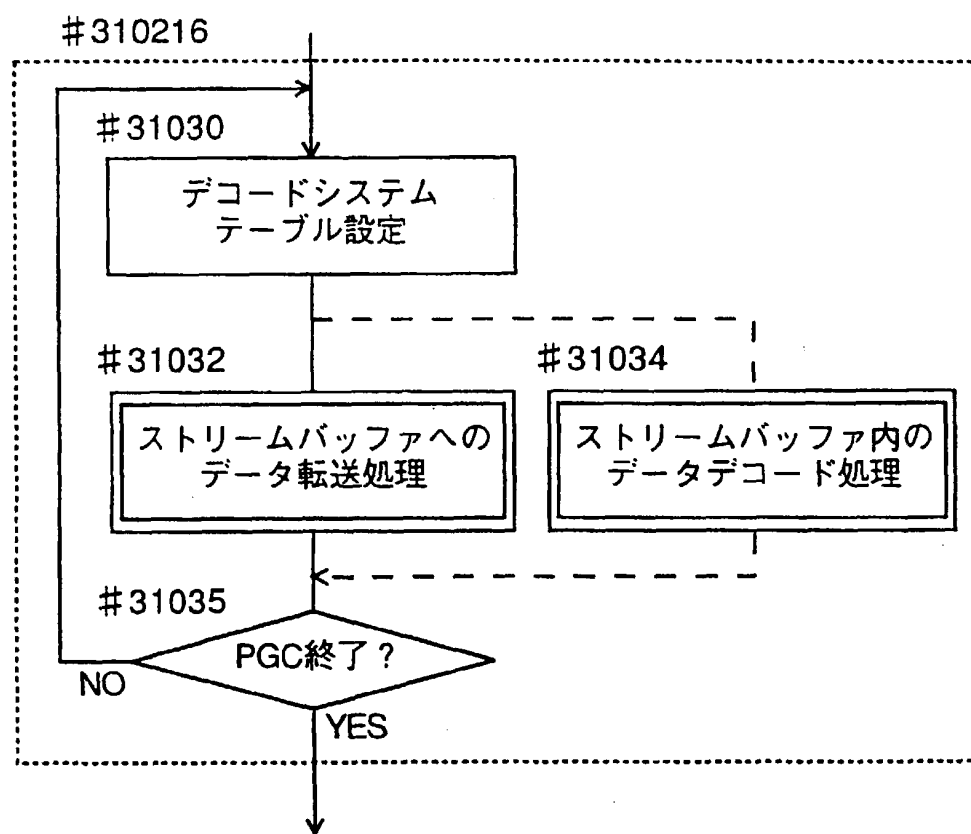 #310216
#31030
デコードシステム
テーブル設定
#31032
#31034
ストリームバッファへの
データ転送処理
ストリームバッファ内の
データデコード処理
#31035
PGC終了?
NO
YES